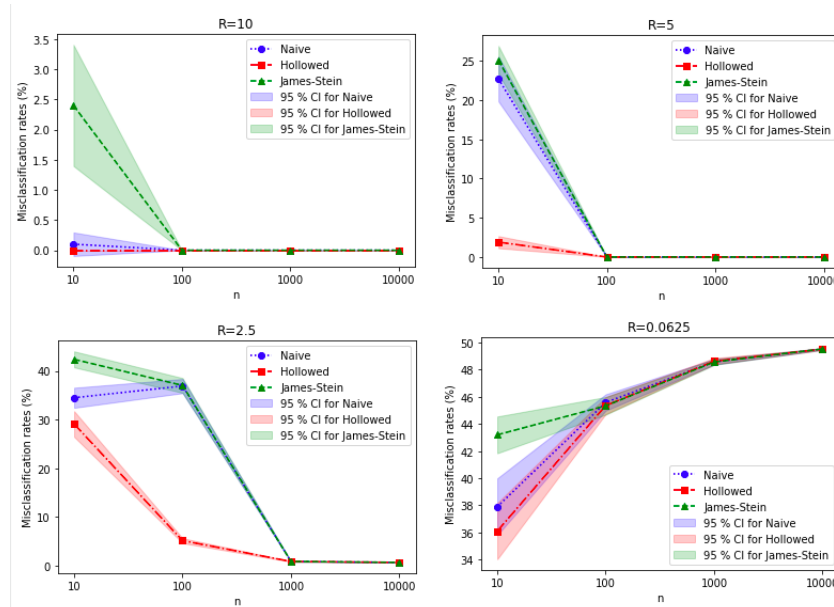 R=10
Misclassification rates (%)
3.5
3.0
2.5
2.0
1.5
1.0
0.5
0.0
Naive
Hollowed
James-Stein
95 % CI for Naive
95 % CI for Hollowed
95 % CI for James-Stein
10
100
1000
10000
n
R=5
Misclassification rates (%)
25
20
15
10
5
0
Naive
Hollowed
James-Stein
95 % CI for Naive
95 % CI for Hollowed
95 % CI for James-Stein
10
100
1000
10000
n
R=2.5
Misclassification rates (%)
40
30
20
10
0
Naive
Hollowed
James-Stein
95 % CI for Naive
95 % CI for Hollowed
95 % CI for James-Stein
10
100
1000
10000
n
R=0.0625
Misclassification rates (%)
50
48
46
44
42
40
38
36
34
Naive
Hollowed
James-Stein
95 % CI for Naive
95 % CI for Hollowed
95 % CI for James-Stein
10
100
1000
10000
n